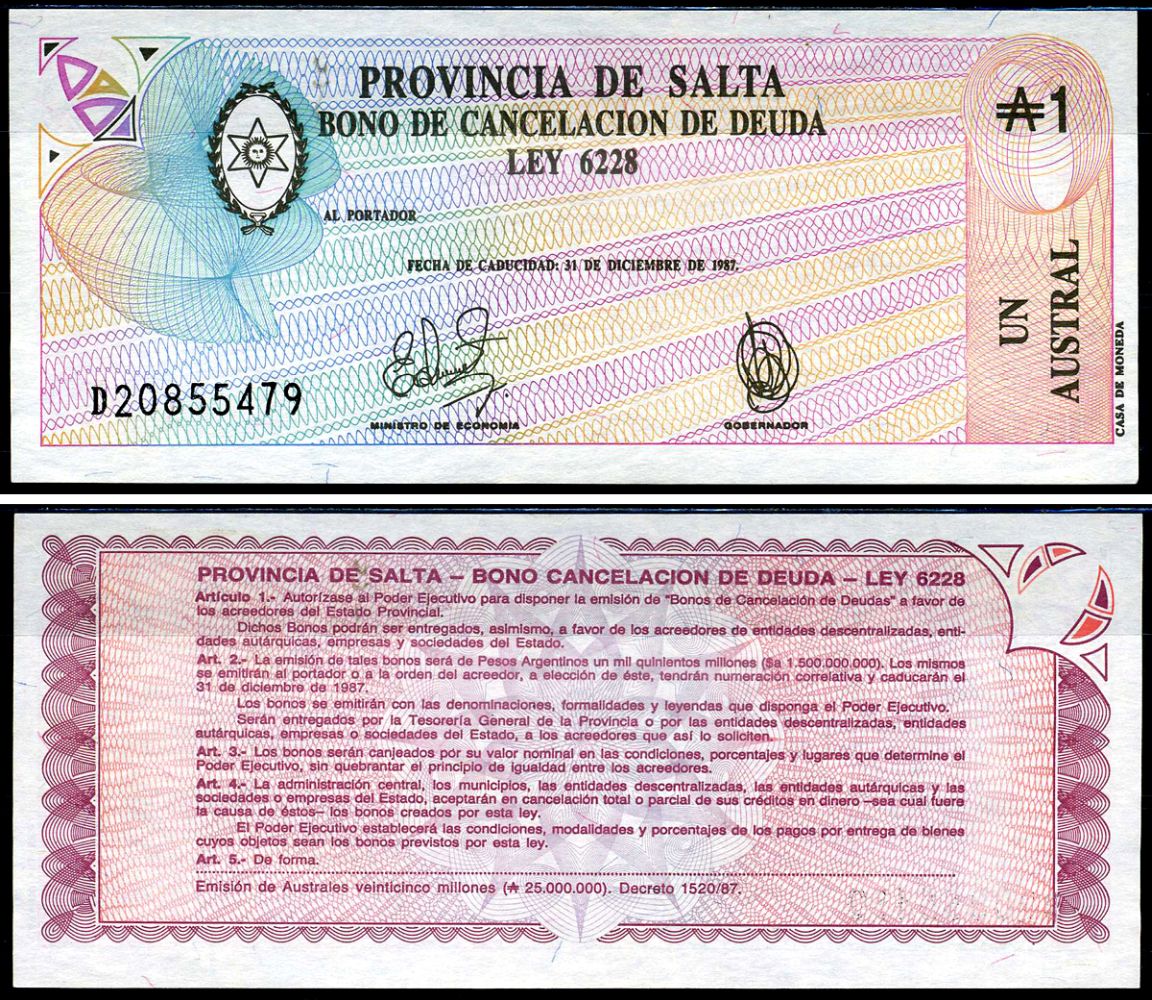 PROVINCIA DE SALTA
BONO DE CANCELACION DE DEUDA
LEY 6228
₳1
AL PORTADOR
FECHA DE CADUCIDAD: 31 DE DICIEMBRE DE 1987.
UN
AUSTRAL
D20855479
MINISTRO DE ECONOMIA
GOBERNADOR
CASA DE MONEDA
PROVINCIA DE SALTA – BONO CANCELACION DE DEUDA – LEY 6228
Artículo 1.- Autorízase al Poder Ejecutivo para disponer la emisión de "Bonos de Cancelación de Deudas" a favor de
los acreedores del Estado Provincial.
Dichos Bonos podrán ser entregados, asimismo, a favor de los acreedores de entidades descentralizadas, enti-
dades autárquicas, empresas y sociedades del Estado.
Art. 2.- La emisión de tales bonos será de Pesos Argentinos un mil quinientos millones ($a 1.500.000.000). Los mismos
se emitirán al portador o a la orden del acreedor, a elección de éste, tendrán numeración correlativa y caducarán el
31 de diciembre de 1987.
Los bonos se emitirán con las denominaciones, formalidades y leyendas que disponga el Poder Ejecutivo.
Serán entregados por la Tesorería General de la Provincia o por las entidades descentralizadas, entidades
autárquicas, empresas o sociedades del Estado, a los acreedores que así lo soliciten.
Art. 3.- Los bonos serán canjeados por su valor nominal en las condiciones, porcentajes y lugares que determine el
Poder Ejecutivo, sin quebrantar el principio de igualdad entre los acreedores.
Art. 4.- La administración central, los municipios, las entidades descentralizadas, las entidades autárquicas y las
sociedades o empresas del Estado, aceptarán en cancelación total o parcial de sus créditos en dinero –sea cual fuere
la causa de éstos– los bonos creados por esta ley.
El Poder Ejecutivo establecerá las condiciones, modalidades y porcentajes de los pagos por entrega de bienes
cuyos objetos sean los bonos previstos por esta ley.
Art. 5.- De forma.
Emisión de Australes veinticinco millones (₳ 25.000.000). Decreto 1520/87.